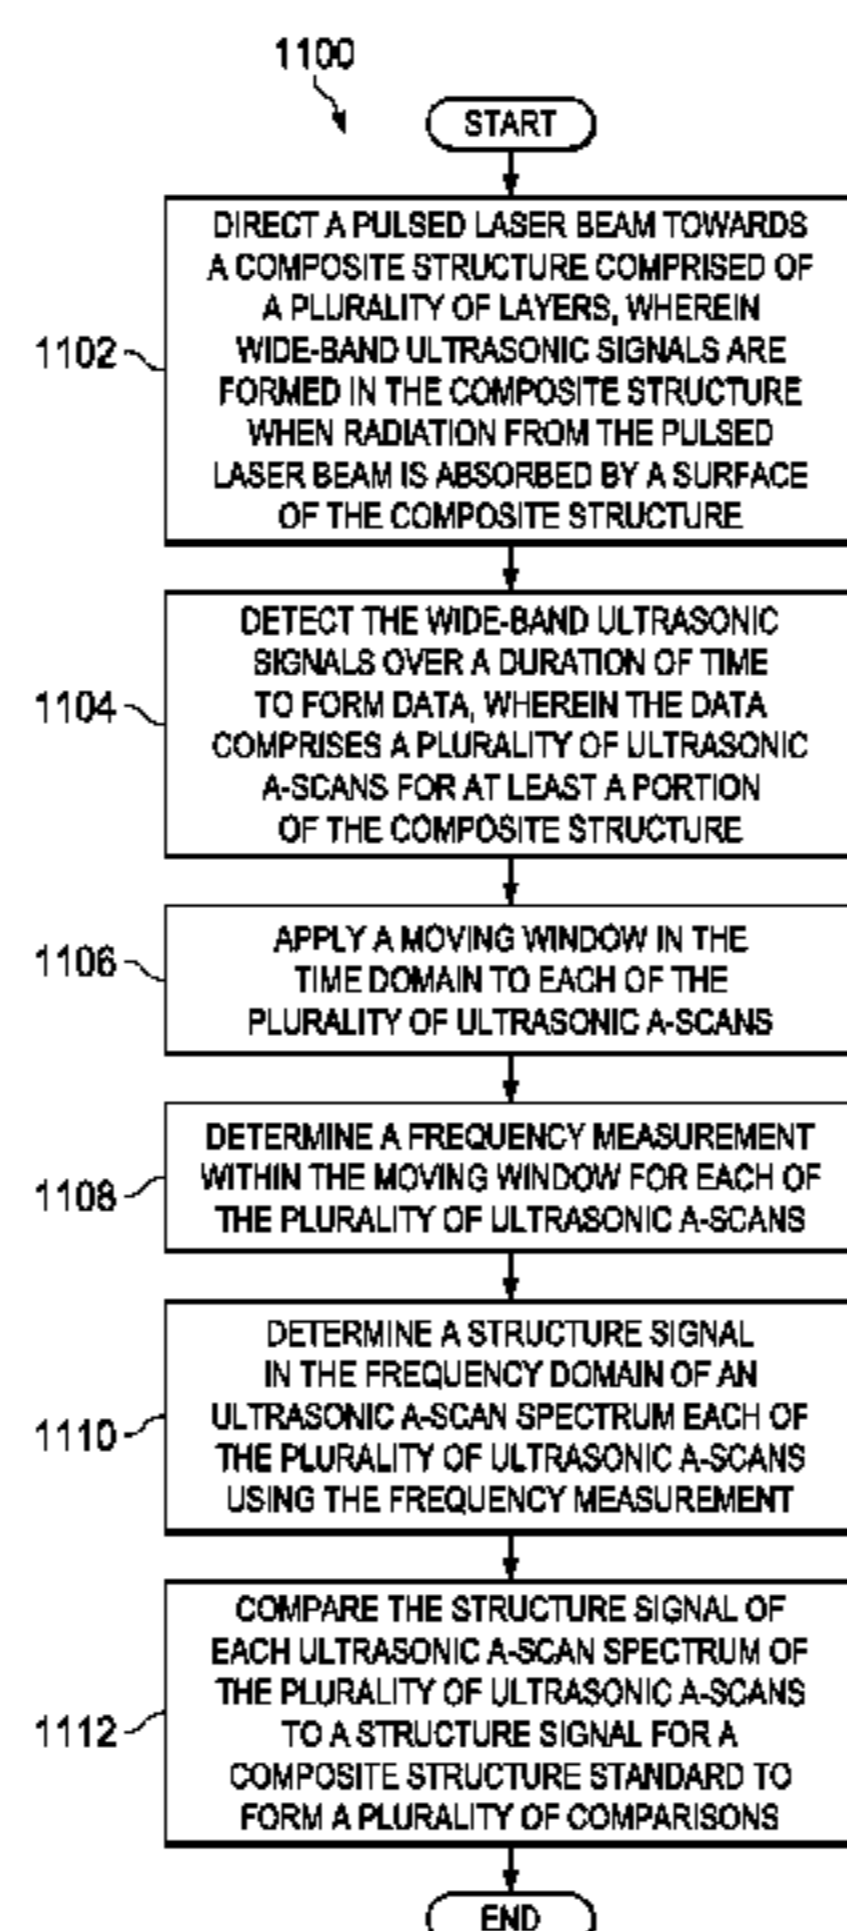 1100
START
DIRECT A PULSED LASER BEAM TOWARDS
A COMPOSITE STRUCTURE COMPRISED OF
A PLURALITY OF LAYERS, WHEREIN
WIDE-BAND ULTRASONIC SIGNALS ARE
FORMED IN THE COMPOSITE STRUCTURE
WHEN RADIATION FROM THE PULSED
LASER BEAM IS ABSORBED BY A SURFACE
OF THE COMPOSITE STRUCTURE
1102
DETECT THE WIDE-BAND ULTRASONIC
SIGNALS OVER A DURATION OF TIME
TO FORM DATA, WHEREIN THE DATA
COMPRISES A PLURALITY OF ULTRASONIC
A-SCANS FOR AT LEAST A PORTION
OF THE COMPOSITE STRUCTURE
1104
APPLY A MOVING WINDOW IN THE
TIME DOMAIN TO EACH OF THE
PLURALITY OF ULTRASONIC A-SCANS
1106
DETERMINE A FREQUENCY MEASUREMENT
WITHIN THE MOVING WINDOW FOR EACH OF
THE PLURALITY OF ULTRASONIC A-SCANS
1108
DETERMINE A STRUCTURE SIGNAL
IN THE FREQUENCY DOMAIN OF AN
ULTRASONIC A-SCAN SPECTRUM EACH OF
THE PLURALITY OF ULTRASONIC A-SCANS
USING THE FREQUENCY MEASUREMENT
1110
COMPARE THE STRUCTURE SIGNAL OF
EACH ULTRASONIC A-SCAN SPECTRUM OF
THE PLURALITY OF ULTRASONIC A-SCANS
TO A STRUCTURE SIGNAL FOR A
COMPOSITE STRUCTURE STANDARD TO
FORM A PLURALITY OF COMPARISONS
1112
END